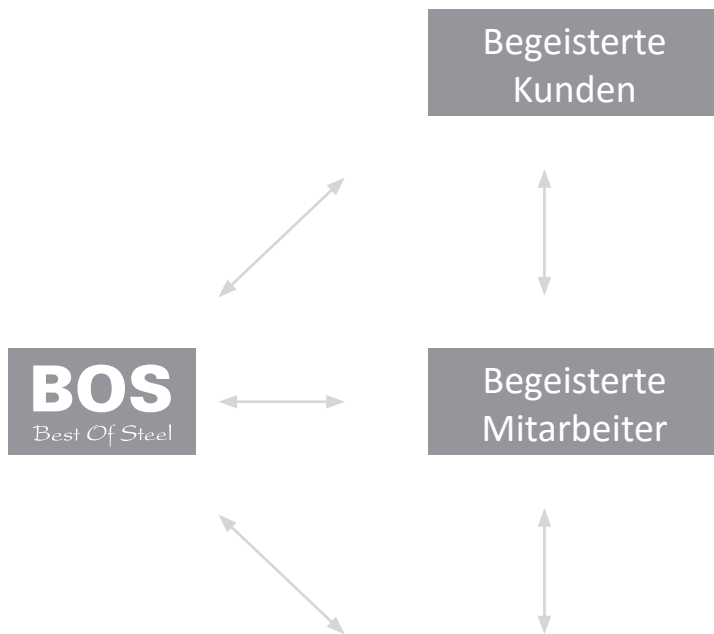 Begeisterte
Kunden
BOS
Best Of Steel
Begeisterte
Mitarbeiter